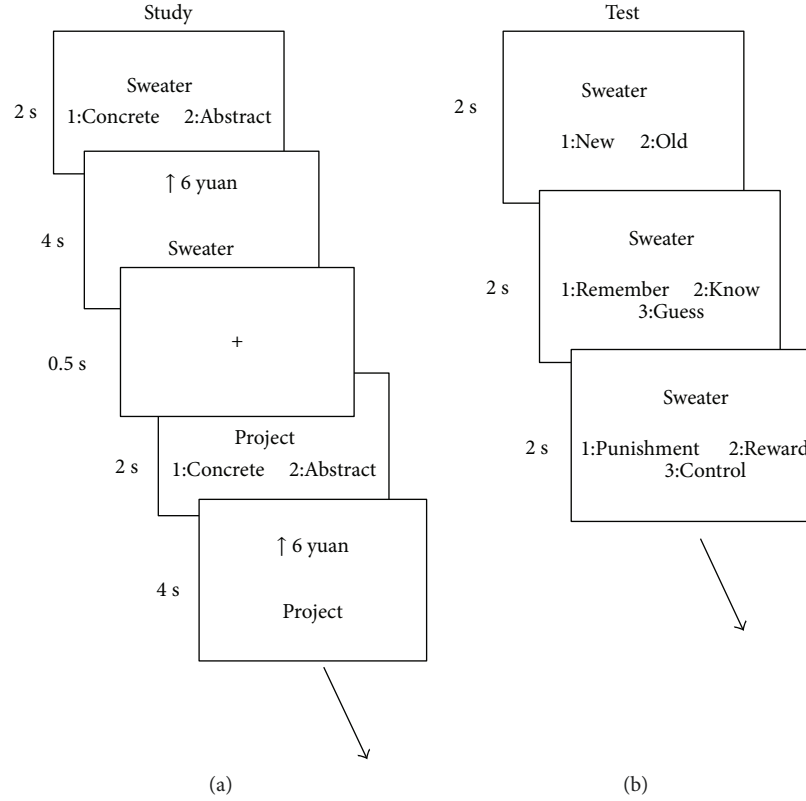 Study
2 s
Sweater
1:Concrete 2:Abstract
4 s
↑ 6 yuan
Sweater
0.5 s
+
2 s
Project
1:Concrete 2:Abstract
4 s
↑ 6 yuan
Project
(a)
Test
2 s
Sweater
1:New 2:Old
2 s
Sweater
1:Remember 2:Know
3:Guess
2 s
Sweater
1:Punishment 2:Reward
3:Control
(b)